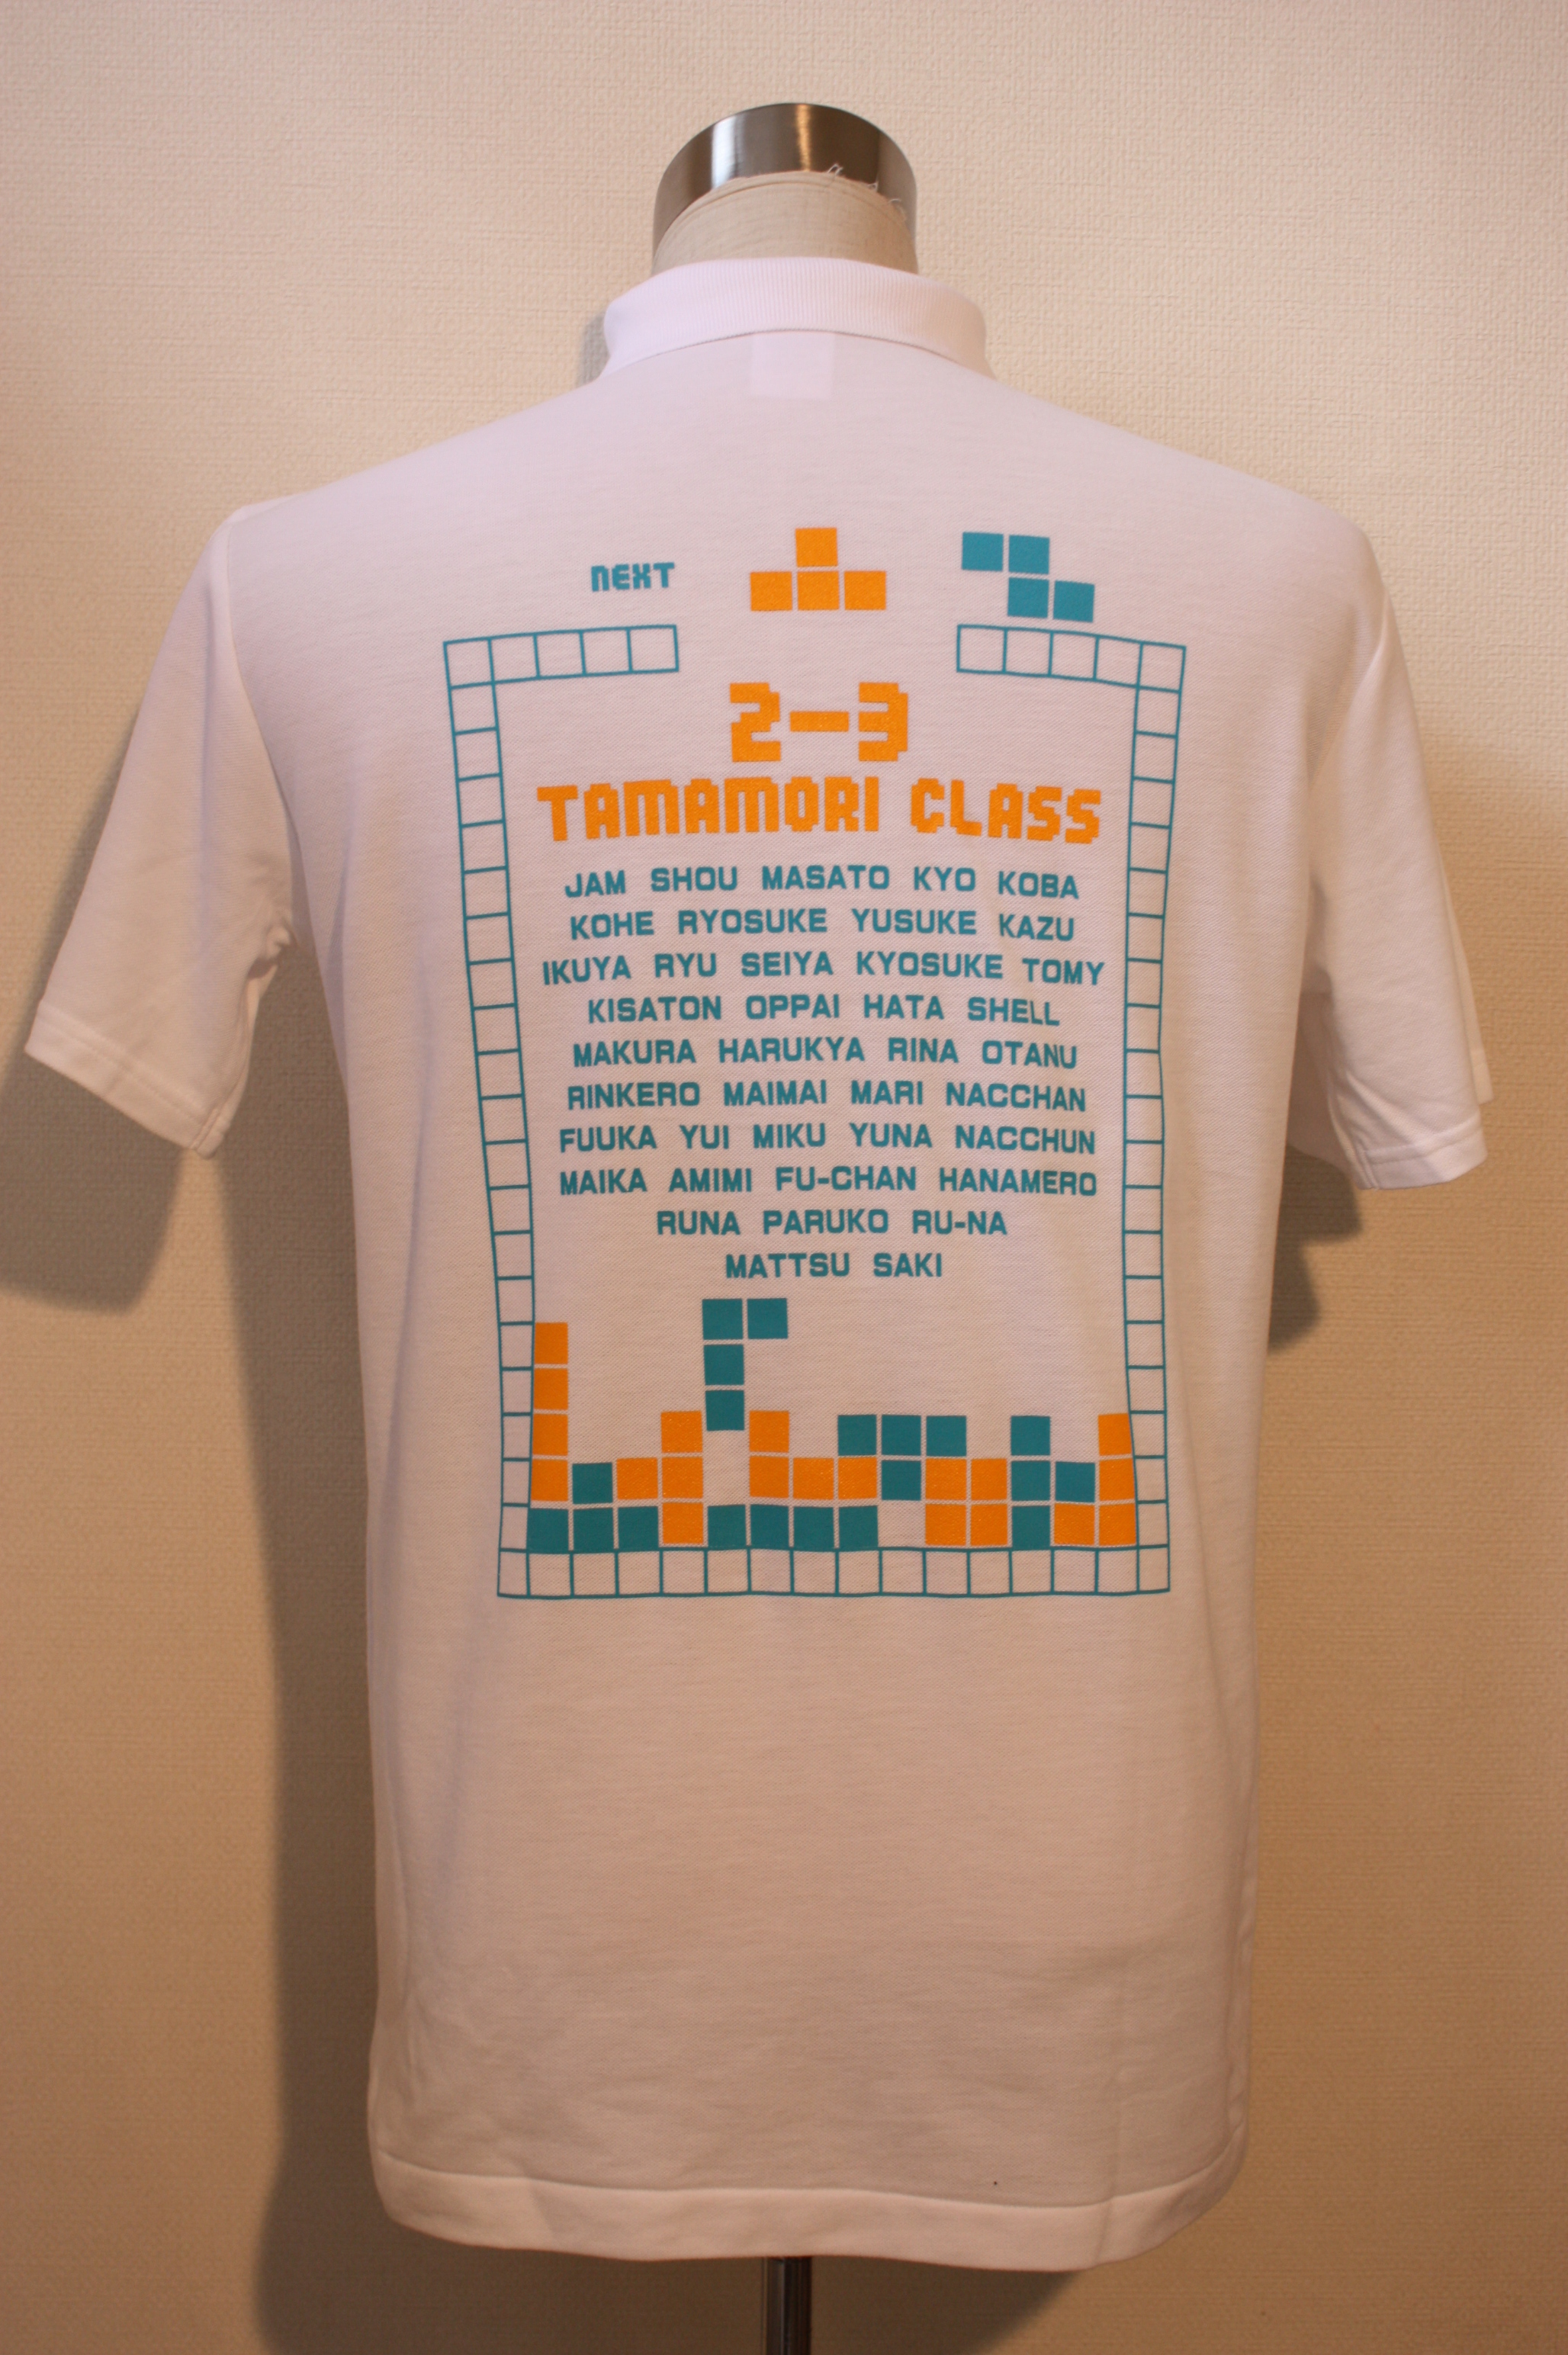 NEXT
2-3
TAMAMORI CLASS
JAM SHOU MASATO KYO KOBA
KOHE RYOSUKE YUSUKE KAZU
IKUYA RYU SEIYA KYOSUKE TOMY
KISATON OPPAI HATA SHELL
MAKURA HARUKYA RINA OTANU
RINKERO MAIMAI MARI NACCHAN
FUUKA YUI MIKU YUNA NACCHUN
MAIKA AMIMI FU-CHAN HANAMERO
RUNA PARUKO RU-NA
MATTSU SAKI